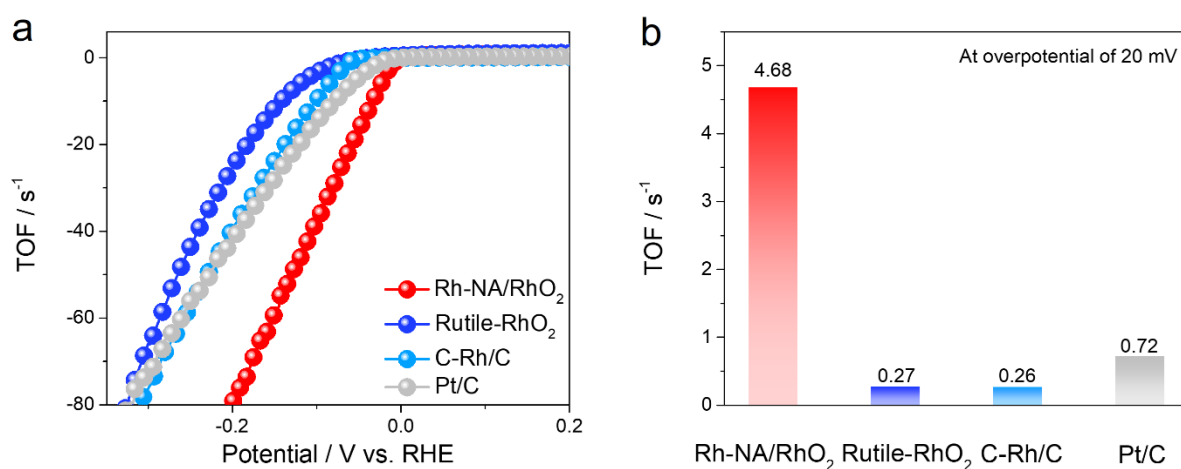 a
TOF / s⁻¹
0
-20
-40
-60
-80
-0.2
0.0
0.2
Potential / V vs. RHE
Rh-NA/RhO₂
Rutile-RhO₂
C-Rh/C
Pt/C
b
At overpotential of 20 mV
TOF / s⁻¹
5
4
3
2
1
0
4.68
0.27
0.26
0.72
Rh-NA/RhO₂ Rutile-RhO₂ C-Rh/C Pt/C